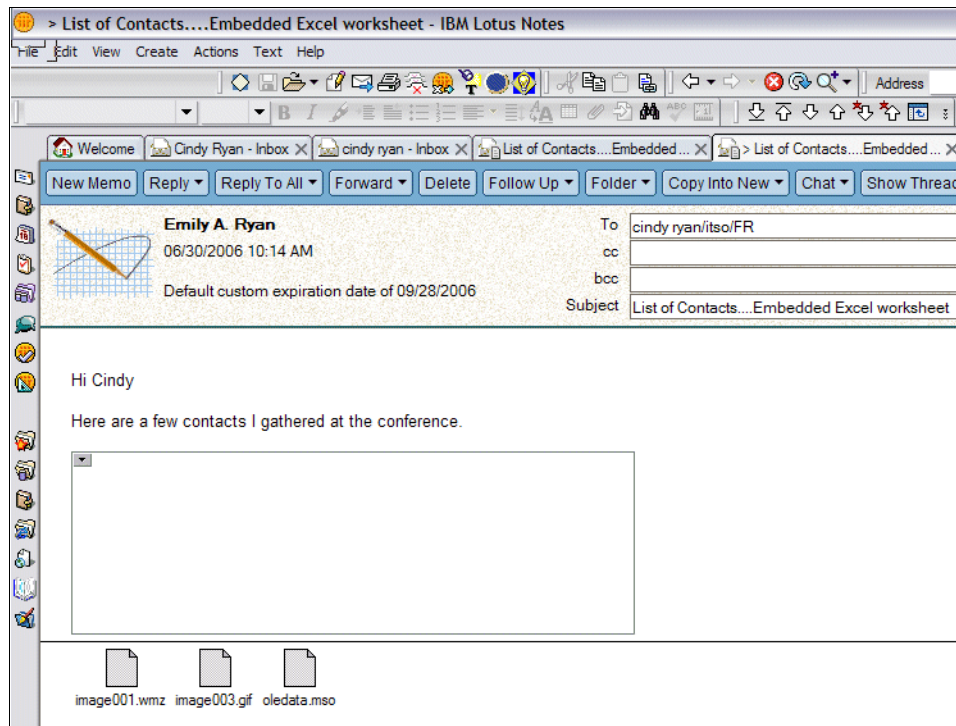 > List of Contacts....Embedded Excel worksheet - IBM Lotus Notes
File Edit View Create Actions Text Help
Address
B I A ABC
Welcome Cindy Ryan - Inbox cindy ryan - Inbox List of Contacts....Embedded ... > List of Contacts....Embedded ...
New Memo Reply Reply To All Forward Delete Follow Up Folder Copy Into New Chat Show Threa
Emily A. Ryan
06/30/2006 10:14 AM
Default custom expiration date of 09/28/2006
To cindy ryan/itso/FR
cc
bcc
Subject List of Contacts....Embedded Excel worksheet
Hi Cindy
Here are a few contacts I gathered at the conference.
image001.wmz image003.gif oledata.mso